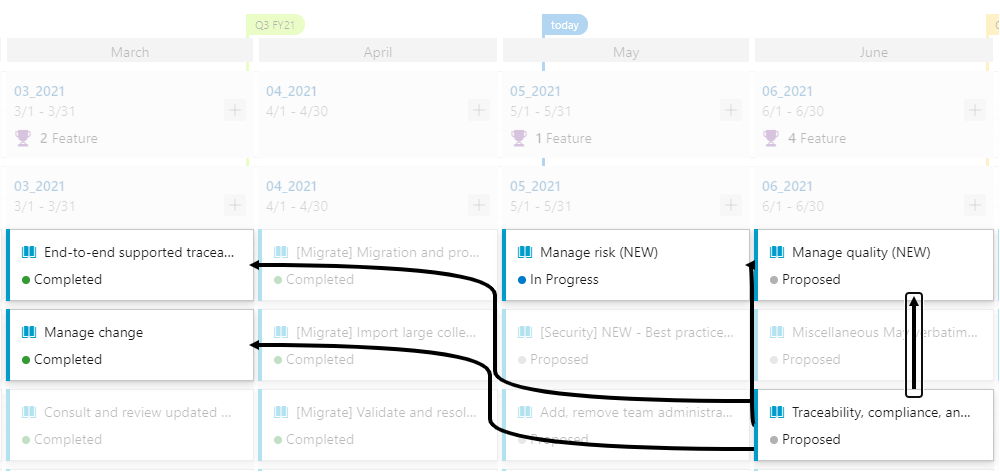 Q3 FY21
today
March
April
May
June
03_2021
3/1 - 3/31
2 Feature
04_2021
4/1 - 4/30
05_2021
5/1 - 5/31
1 Feature
06_2021
6/1 - 6/30
4 Feature
03_2021
3/1 - 3/31
04_2021
4/1 - 4/30
05_2021
5/1 - 5/31
06_2021
6/1 - 6/30
End-to-end supported tracea...
Completed
[Migrate] Migration and pro...
Completed
Manage risk (NEW)
In Progress
Manage quality (NEW)
Proposed
Manage change
Completed
[Migrate] Import large colle...
Completed
[Security] NEW - Best practice...
Proposed
Miscellaneous May verbatim...
Proposed
Consult and review updated ...
Completed
[Migrate] Validate and resol...
Completed
Add, remove team administra...
Proposed
Traceability, compliance, an...
Proposed